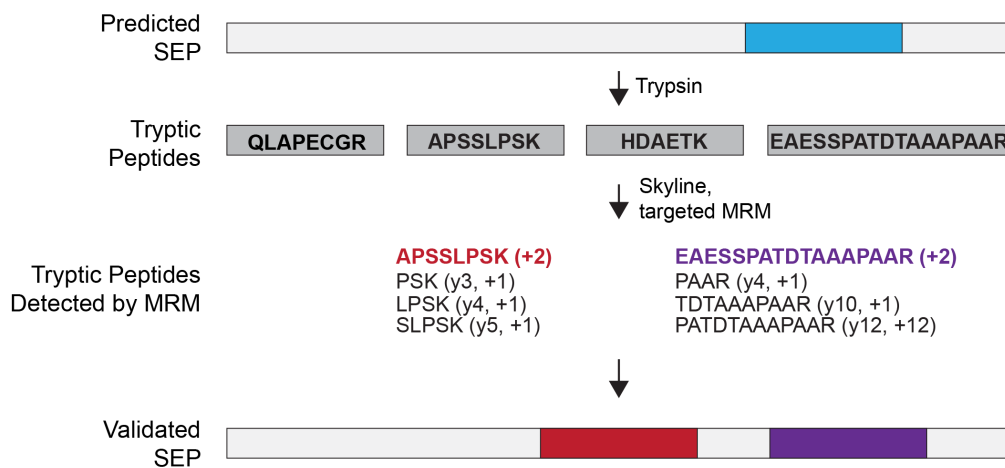 Predicted
SEP
Trypsin
Tryptic
Peptides
QLAPECGR
APSSLPSK
HDAETK
EAESSPATDTAAAPAAR
Skyline,
targeted MRM
Tryptic Peptides
Detected by MRM
APSSLPSK (+2)
PSK (y3, +1)
LPSK (y4, +1)
SLPSK (y5, +1)
EAESSPATDTAAAPAAR (+2)
PAAR (y4, +1)
TDTAAAPAAR (y10, +1)
PATDTAAAPAAR (y12, +12)
Validated
SEP